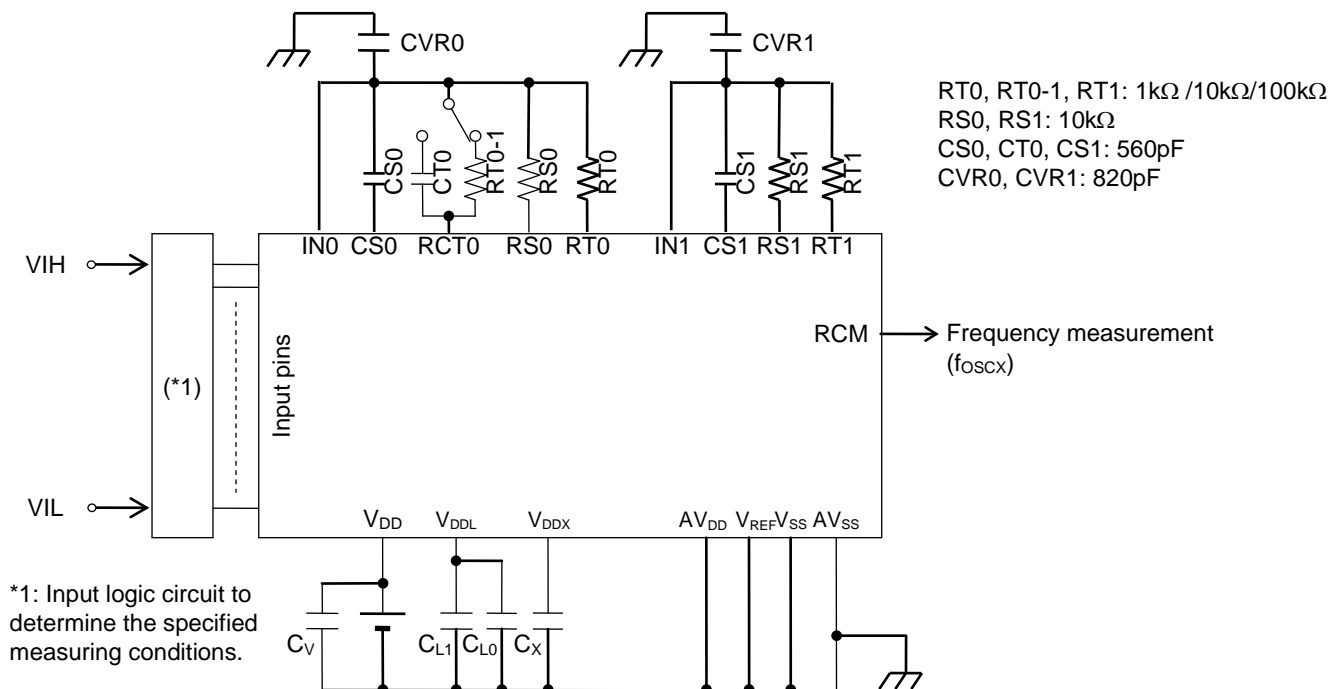 CVR0
CVR1
RT0, RT0-1, RT1: 1kΩ /10kΩ/100kΩ
RS0, RS1: 10kΩ
CS0, CT0, CS1: 560pF
CVR0, CVR1: 820pF
CS0
CT0
RT0-1
RS0
RT0
CS1
RS1
RT1
IN0 CS0 RCT0 RS0 RT0
IN1 CS1 RS1 RT1
VIH
(*1)
Input pins
RCM
Frequency measurement
(fOSCX)
VIL
VDD VDDL VDDX AVDD VREF VSS AVSS
*1: Input logic circuit to
determine the specified
measuring conditions.
CV
CL1
CL0
CX